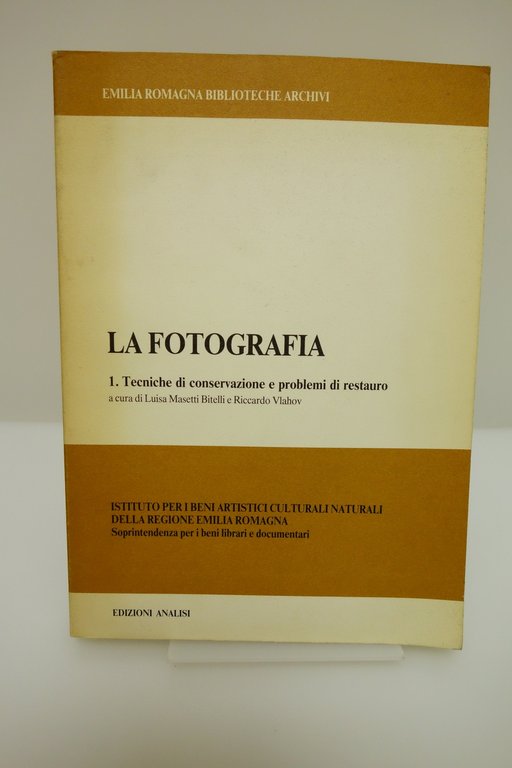 EMILIA ROMAGNA BIBLIOTECHE ARCHIVI
LA FOTOGRAFIA
1. Tecniche di conservazione e problemi di restauro
a cura di Luisa Masetti Bitelli e Riccardo Vlahov
ISTITUTO PER I BENI ARTISTICI CULTURALI NATURALI
DELLA REGIONE EMILIA ROMAGNA
Soprintendenza per i beni librari e documentari
EDIZIONI ANALISI